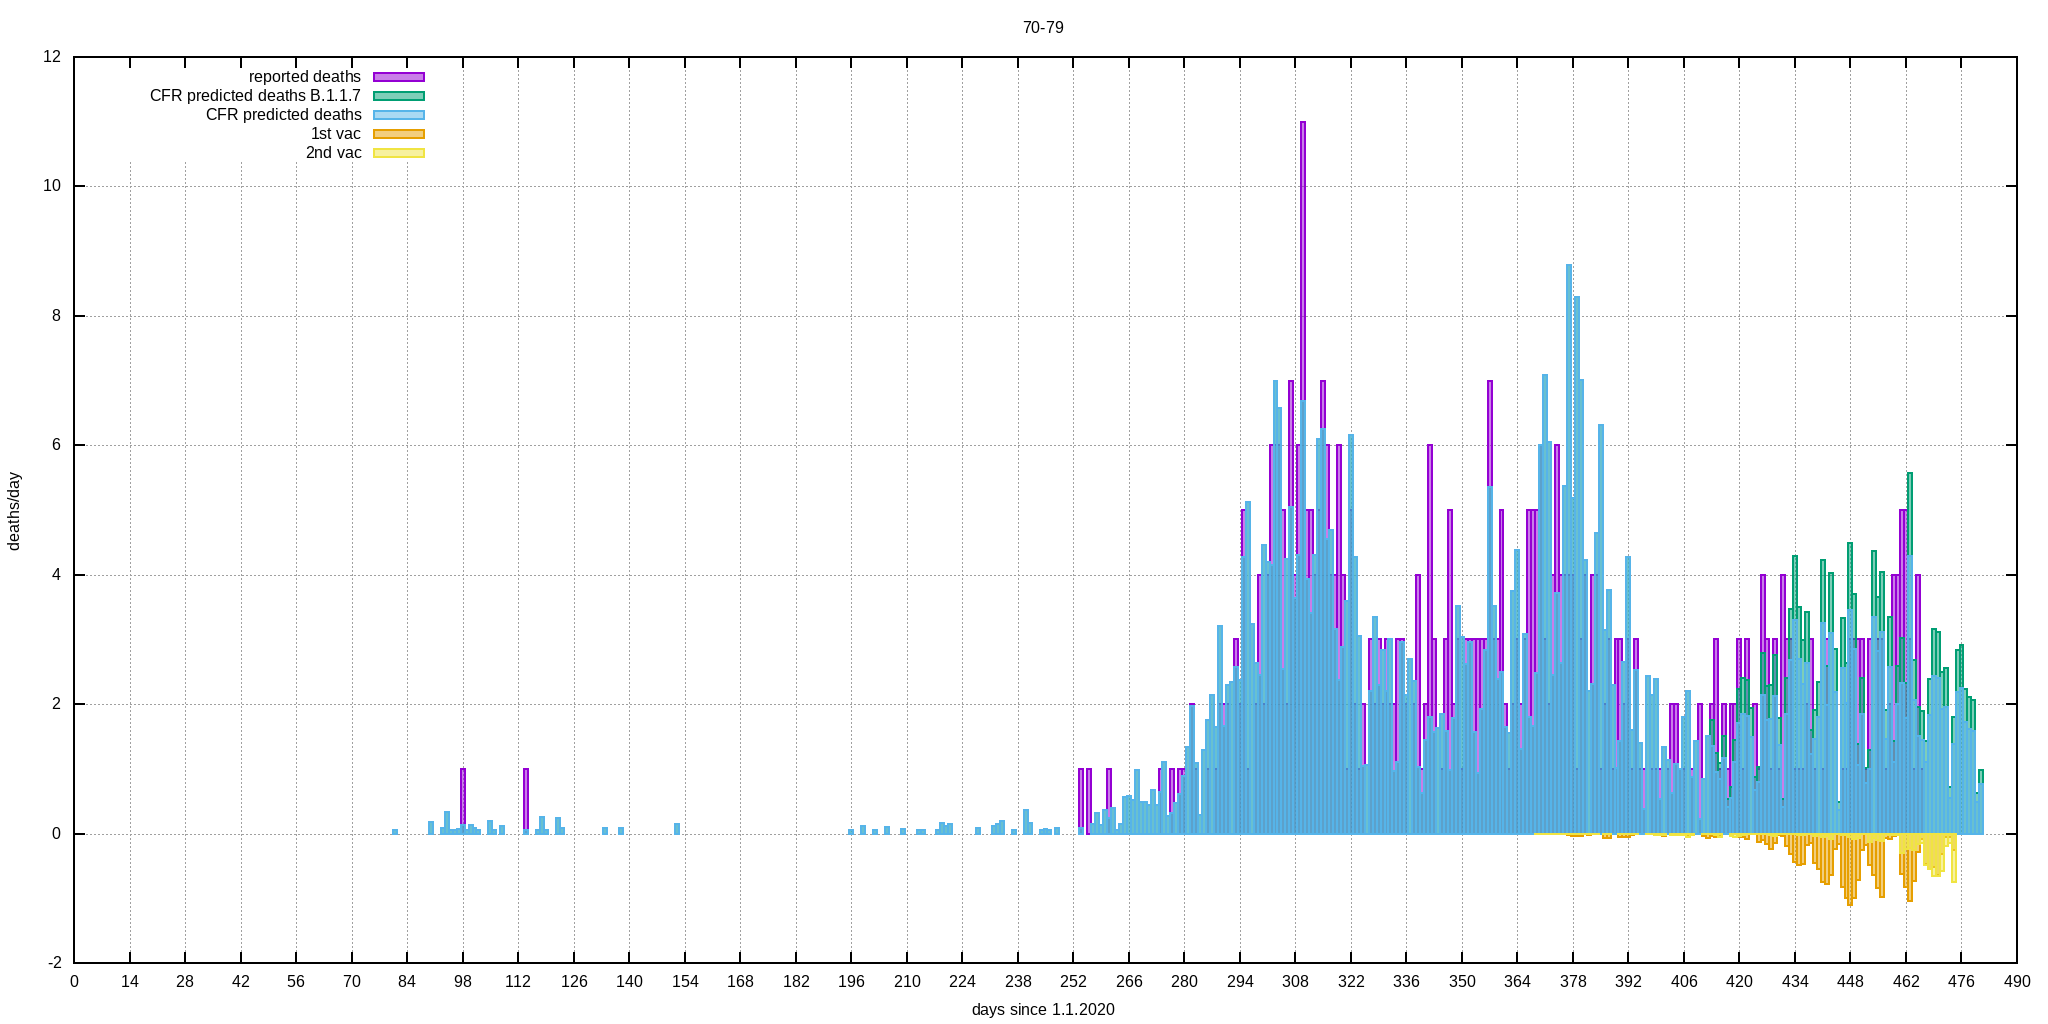 70-79
reported deaths
CFR predicted deaths B.1.1.7
CFR predicted deaths
1st vac
2nd vac
12
10
8
6
4
2
0
-2
deaths/day
0 14 28 42 56 70 84 98 112 126 140 154 168 182 196 210 224 238 252 266 280 294 308 322 336 350 364 378 392 406 420 434 448 462 476 490
days since 1.1.2020